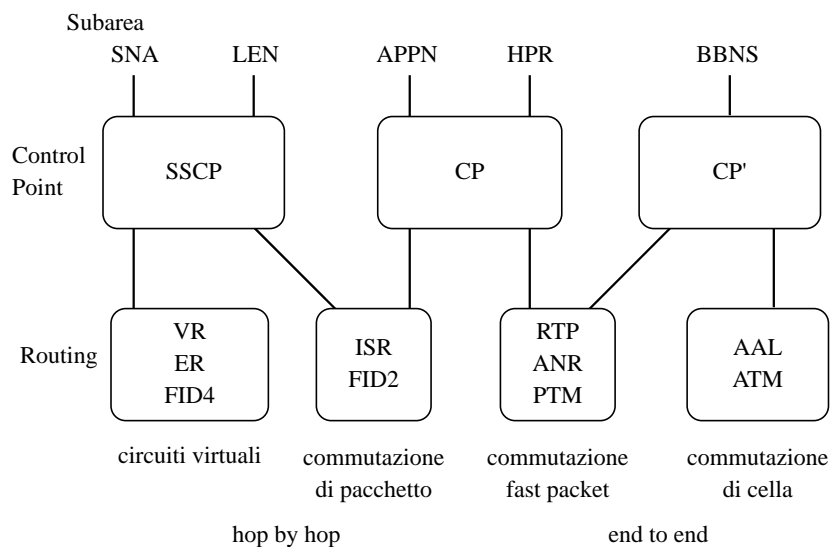 Subarea
SNA LEN APPN HPR BBNS
Control
Point
SSCP CP CP'
Routing
VR
ER
FID4
ISR
FID2
RTP
ANR
PTM
AAL
ATM
circuiti virtuali
commutazione
di pacchetto
commutazione
fast packet
commutazione
di cella
hop by hop end to end